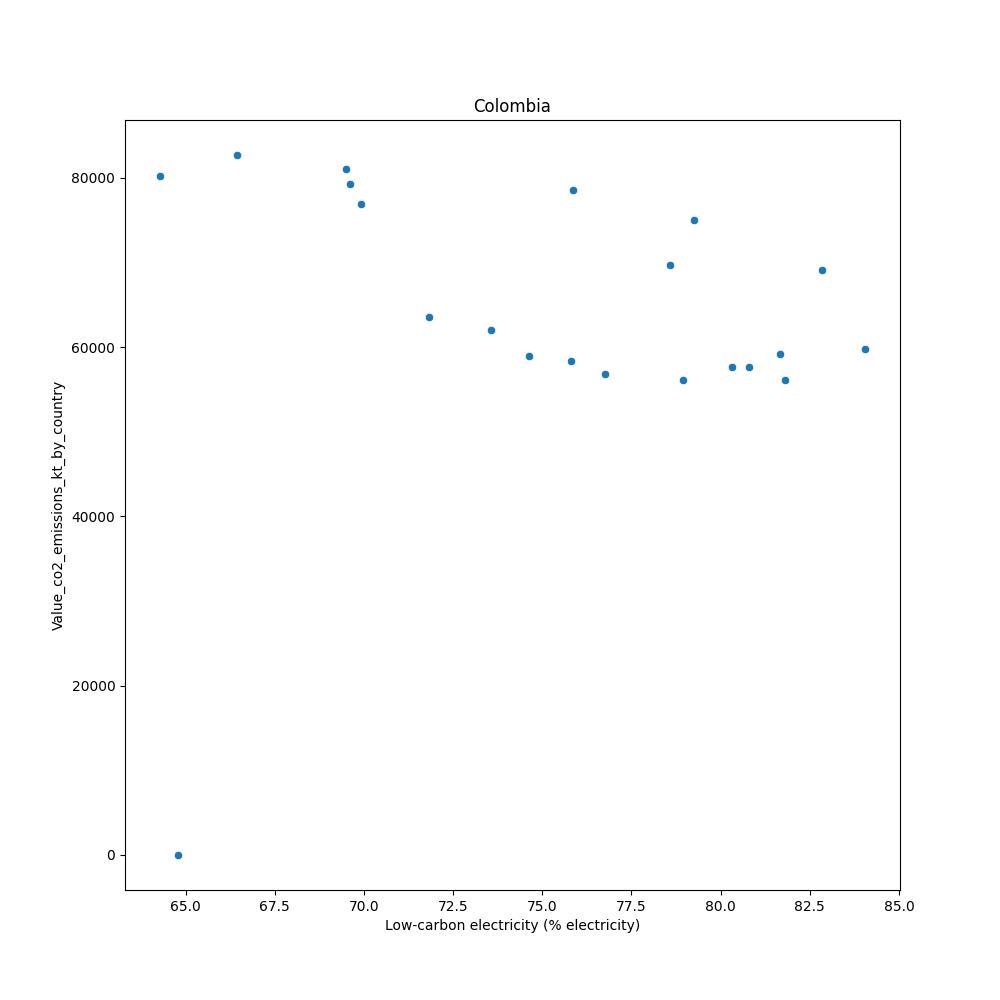 Colombia
Value_co2_emissions_kt_by_country
80000
60000
40000
20000
0
65.0 67.5 70.0 72.5 75.0 77.5 80.0 82.5 85.0
Low-carbon electricity (% electricity)